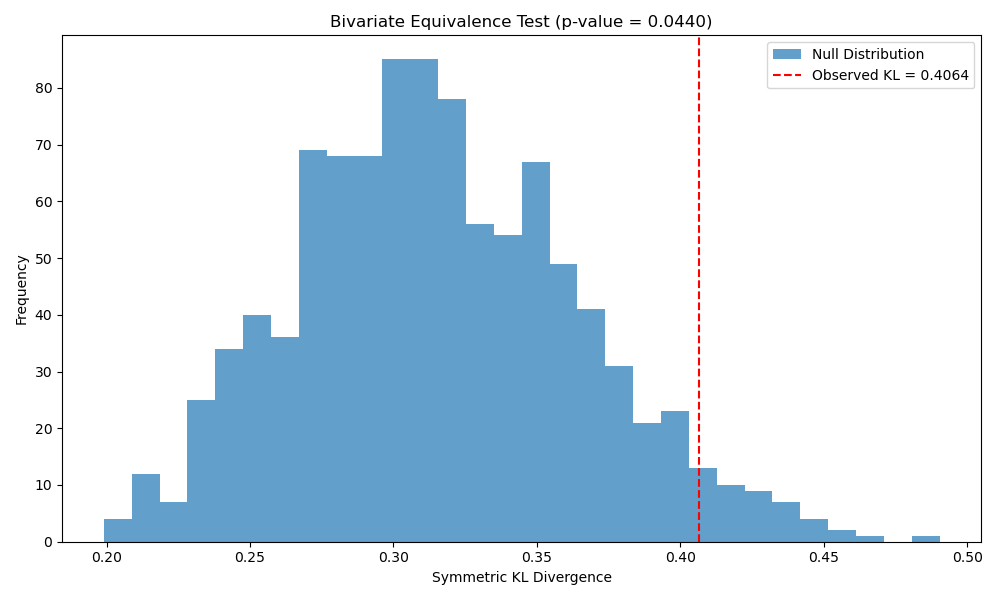 Bivariate Equivalence Test (p-value = 0.0440)
Null Distribution
Observed KL = 0.4064
Frequency
80
70
60
50
40
30
20
10
0
0.20 0.25 0.30 0.35 0.40 0.45 0.50
Symmetric KL Divergence